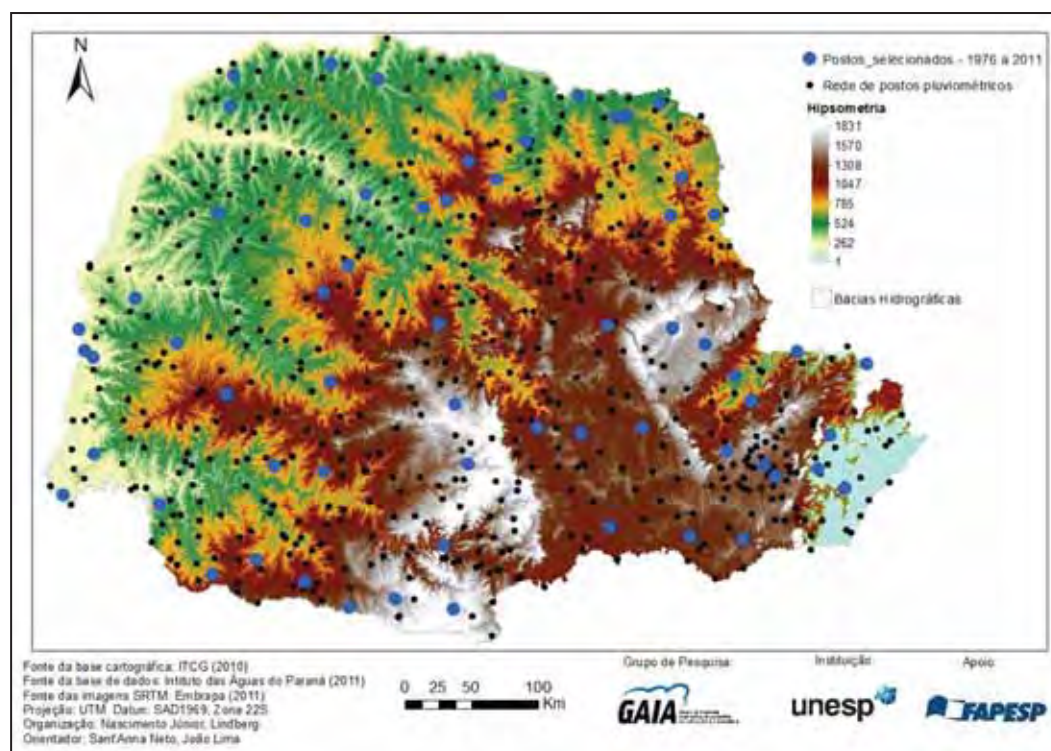 N
Postos_selecionados - 1976 a 2011
Rede de postos pluviométricos
Hipsometria
1831
1570
1308
1047
785
524
262
1
Bacias Hidrográficas
Fonte da base cartográfica: ITCG (2010)
Fonte da base de dados: Intituto das Águas do Paraná (2011)
Fonte das imagens SRTM: Embrapa (2011)
Projeção: UTM. Datum: SAD1969, Zona 22S
Organização: Nascimento Júnior, Lindberg
Orientador: Sant'Anna Neto, João Lima
0 25 50 100
Km
Grupo de Pesquisa:
GAIA
Instituição
unesp
Apoio:
FAPESP